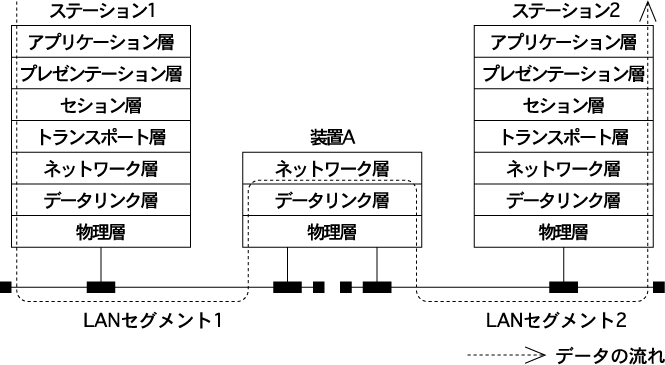 ステーション1
アプリケーション層
プレゼンテーション層
セション層
トランスポート層
ネットワーク層
データリンク層
物理層
装置A
ネットワーク層
データリンク層
物理層
ステーション2
アプリケーション層
プレゼンテーション層
セション層
トランスポート層
ネットワーク層
データリンク層
物理層
LANセグメント1
LANセグメント2
データの流れ